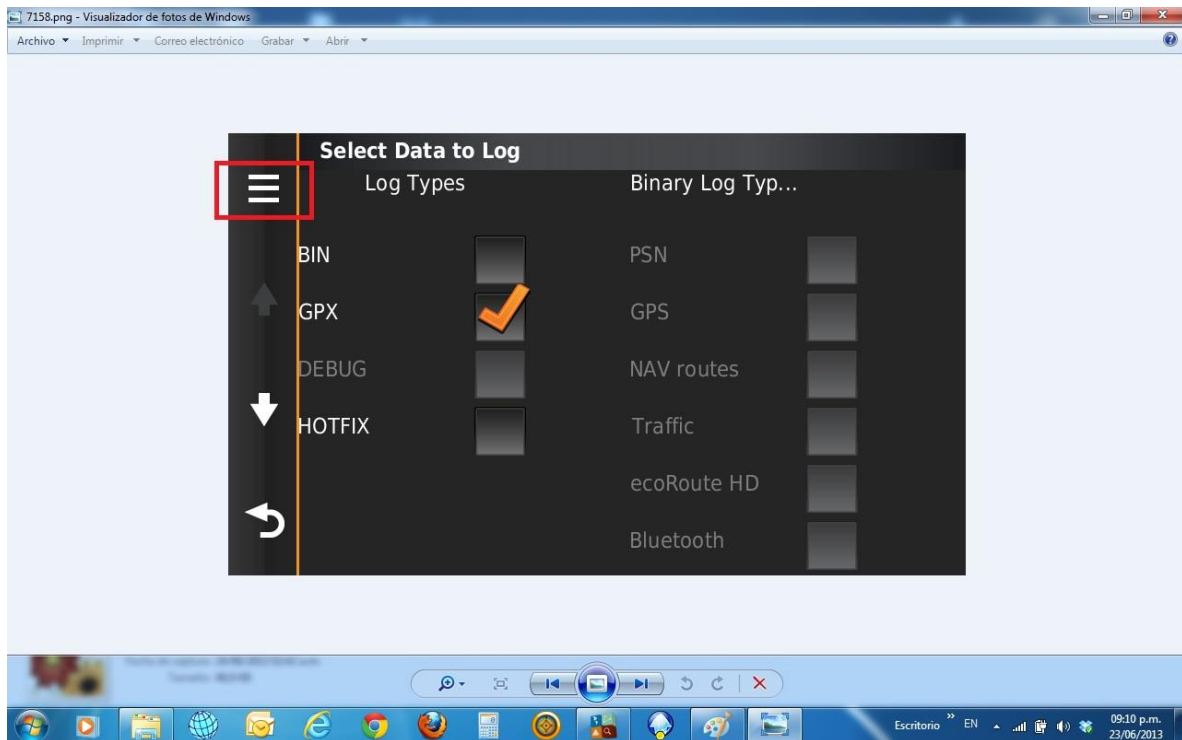 7158.png - Visualizador de fotos de Windows
Archivo Imprimir Correo electrónico Grabar Abrir
Select Data to Log
Log Types Binary Log Typ...
BIN PSN
GPX GPS
DEBUG NAV routes
HOTFIX Traffic
ecoRoute HD
Bluetooth
Escritorio » EN 09:10 p.m.
23/06/2013